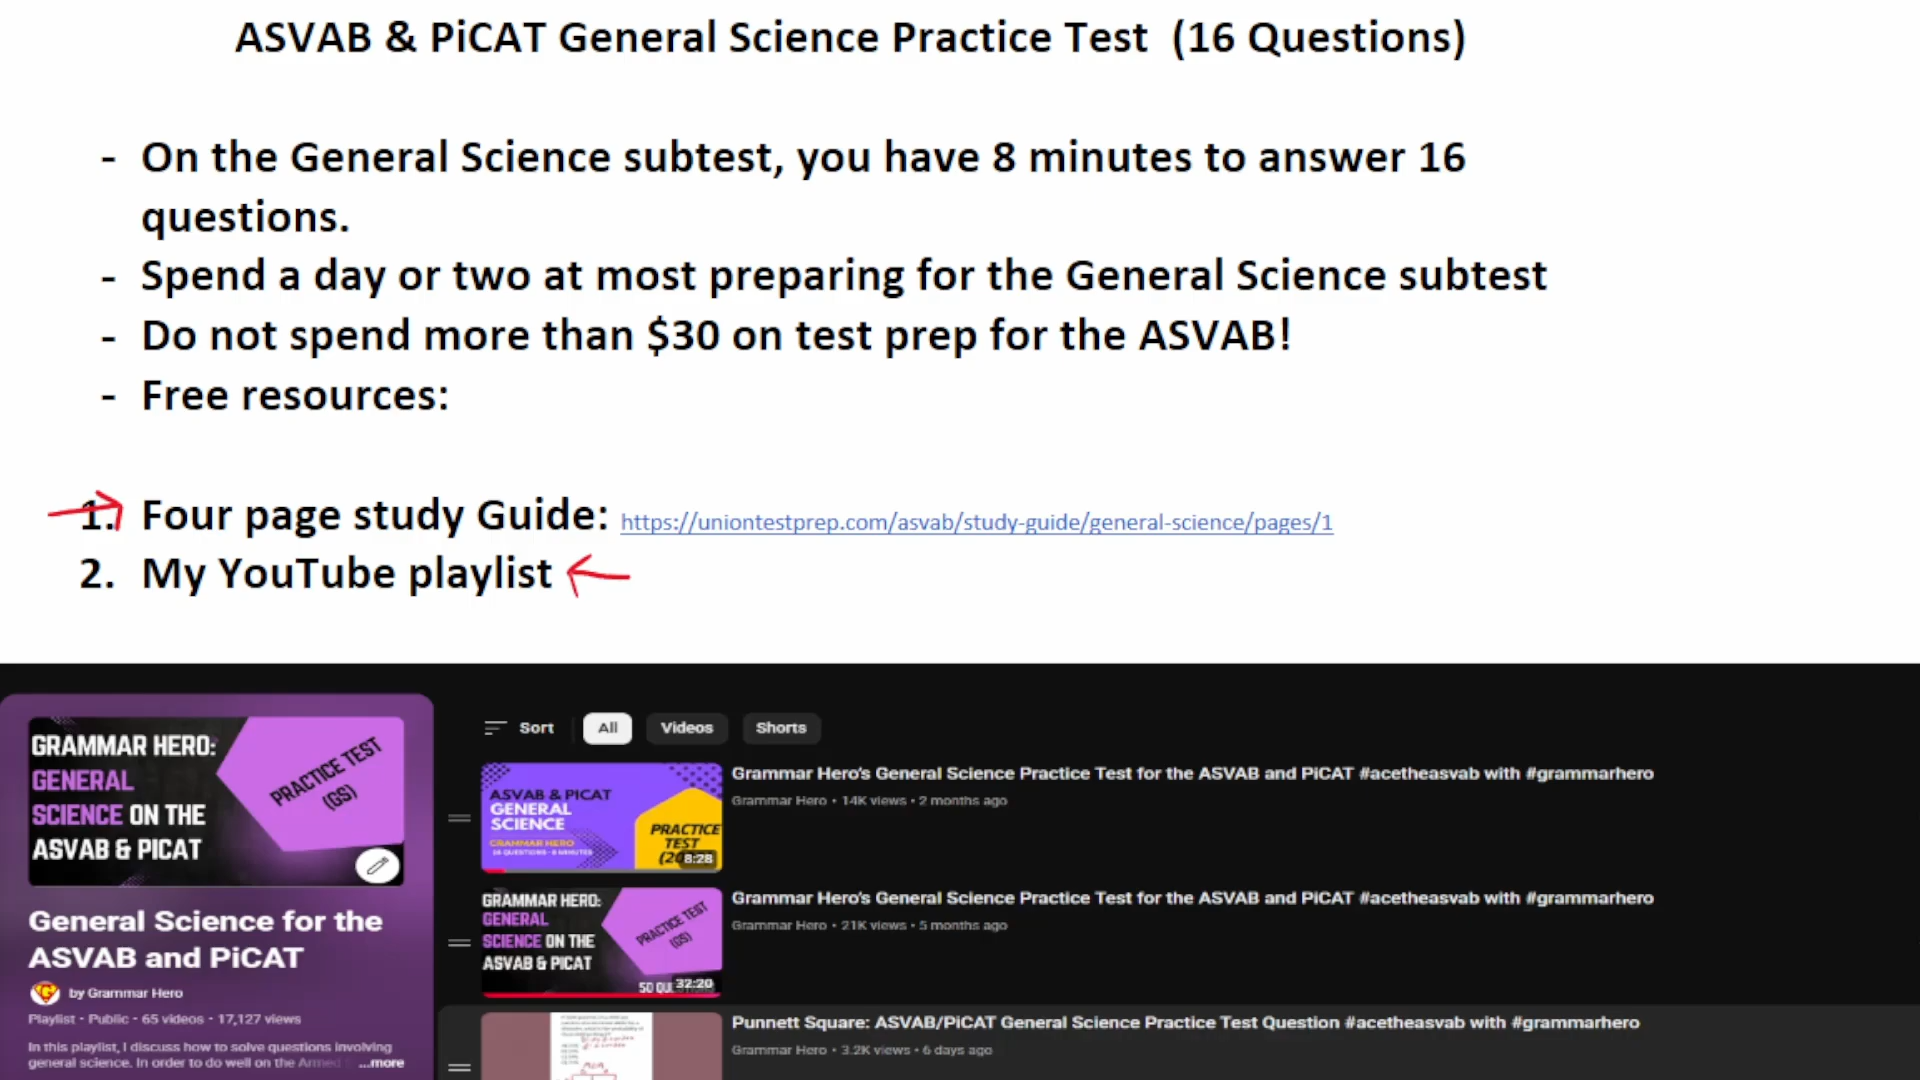 ASVAB & PiCAT General Science Practice Test (16 Questions)
- On the General Science subtest, you have 8 minutes to answer 16
questions.
- Spend a day or two at most preparing for the General Science subtest
- Do not spend more than $30 on test prep for the ASVAB!
- Free resources:
1. Four page study Guide: https://uniontestprep.com/asvab/study-guide/general-science/pages/1
2. My YouTube playlist
GRAMMAR HERO:
GENERAL
SCIENCE ON THE
ASVAB & PICAT
PRACTICE TEST
(GS)
General Science for the
ASVAB and PiCAT
by Grammar Hero
Playlist • Public • 65 videos • 17,127 views
In this playlist, I discuss how to solve questions involving
general science. In order to do well on the Armed ...more
Sort All Videos Shorts
ASVAB & PICAT
GENERAL
SCIENCE
GRAMMAR HERO
16 QUESTIONS - 8 MINUTES
PRACTICE
TEST
(20
8:28
Grammar Hero's General Science Practice Test for the ASVAB and PiCAT #acetheasvab with #grammarhero
Grammar Hero • 14K views • 2 months ago
GRAMMAR HERO:
GENERAL
SCIENCE ON THE
ASVAB & PICAT
PRACTICE TEST
(GS)
50 QU
32:20
Grammar Hero's General Science Practice Test for the ASVAB and PiCAT #acetheasvab with #grammarhero
Grammar Hero • 21K views • 5 months ago
Punnett Square: ASVAB/PiCAT General Science Practice Test Question #acetheasvab with #grammarhero
Grammar Hero • 3.2K views • 6 days ago